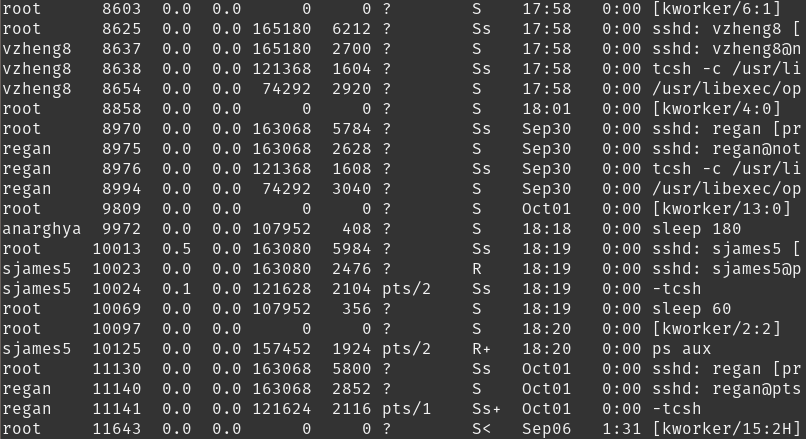 root      8603  0.0  0.0      0     0 ?        S    17:58   0:00 [kworker/6:1]
root      8625  0.0  0.0 165180  6212 ?        Ss   17:58   0:00 sshd: vzheng8 [
vzheng8   8637  0.0  0.0 165180  2700 ?        S    17:58   0:00 sshd: vzheng8@n
vzheng8   8638  0.0  0.0 121368  1604 ?        Ss   17:58   0:00 tcsh -c /usr/li
vzheng8   8654  0.0  0.0  74292  2920 ?        S    17:58   0:00 /usr/libexec/op
root      8858  0.0  0.0      0     0 ?        S    18:01   0:00 [kworker/4:0]
root      8970  0.0  0.0 163068  5784 ?        Ss   Sep30   0:00 sshd: regan [pr
regan     8975  0.0  0.0 163068  2628 ?        S    Sep30   0:00 sshd: regan@not
regan     8976  0.0  0.0 121368  1608 ?        Ss   Sep30   0:00 tcsh -c /usr/li
regan     8994  0.0  0.0  74292  3040 ?        S    Sep30   0:00 /usr/libexec/op
root      9809  0.0  0.0      0     0 ?        S    Oct01   0:00 [kworker/13:0]
anarghya  9972  0.0  0.0 107952   408 ?        S    18:18   0:00 sleep 180
root     10013  0.5  0.0 163080  5984 ?        Ss   18:19   0:00 sshd: sjames5 [
sjames5  10023  0.0  0.0 163080  2476 ?        R    18:19   0:00 sshd: sjames5@p
sjames5  10024  0.1  0.0 121628  2104 pts/2    Ss   18:19   0:00 -tcsh
root     10069  0.0  0.0 107952   356 ?        S    18:19   0:00 sleep 60
root     10097  0.0  0.0      0     0 ?        S    18:20   0:00 [kworker/2:2]
sjames5  10125  0.0  0.0 157452  1924 pts/2    R+   18:20   0:00 ps aux
root     11130  0.0  0.0 163068  5800 ?        Ss   Oct01   0:00 sshd: regan [pr
regan    11140  0.0  0.0 163068  2852 ?        S    Oct01   0:00 sshd: regan@pts
regan    11141  0.0  0.0 121624  2116 pts/1    Ss+  Oct01   0:00 -tcsh
root     11643  0.0  0.0      0     0 ?        S<   Sep06   1:31 [kworker/15:2H]